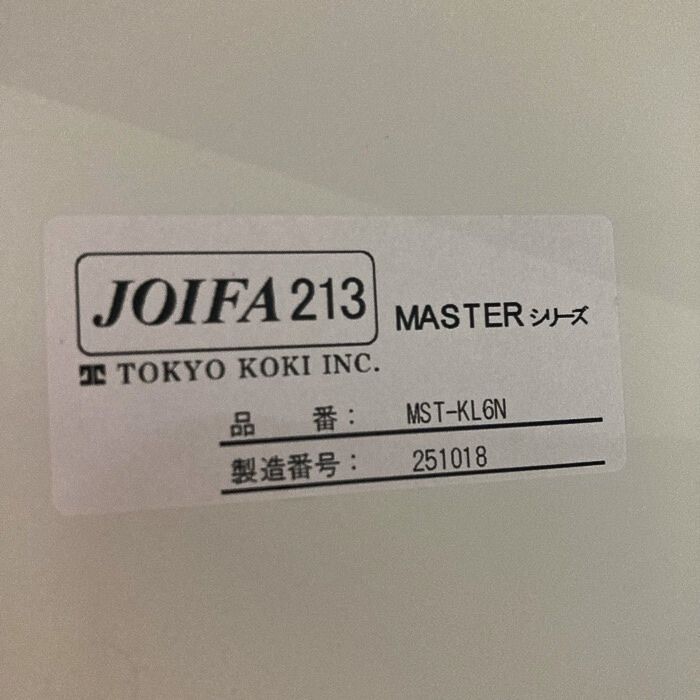 JOIFA 213 MASTERシリーズ
TOKYO KOKI INC.
品 番： MST-KL6N
製造番号： 251018